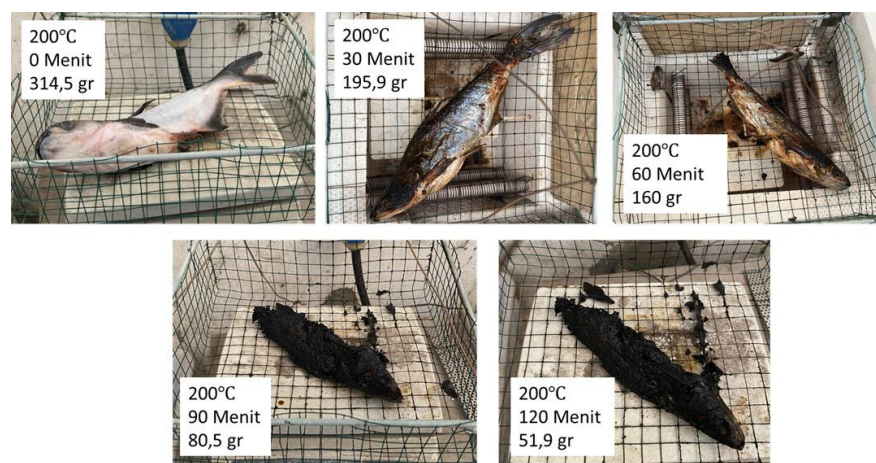 200℃
0 Menit
314,5 gr
200℃
30 Menit
195,9 gr
200℃
60 Menit
160 gr
200℃
90 Menit
80,5 gr
200℃
120 Menit
51,9 gr